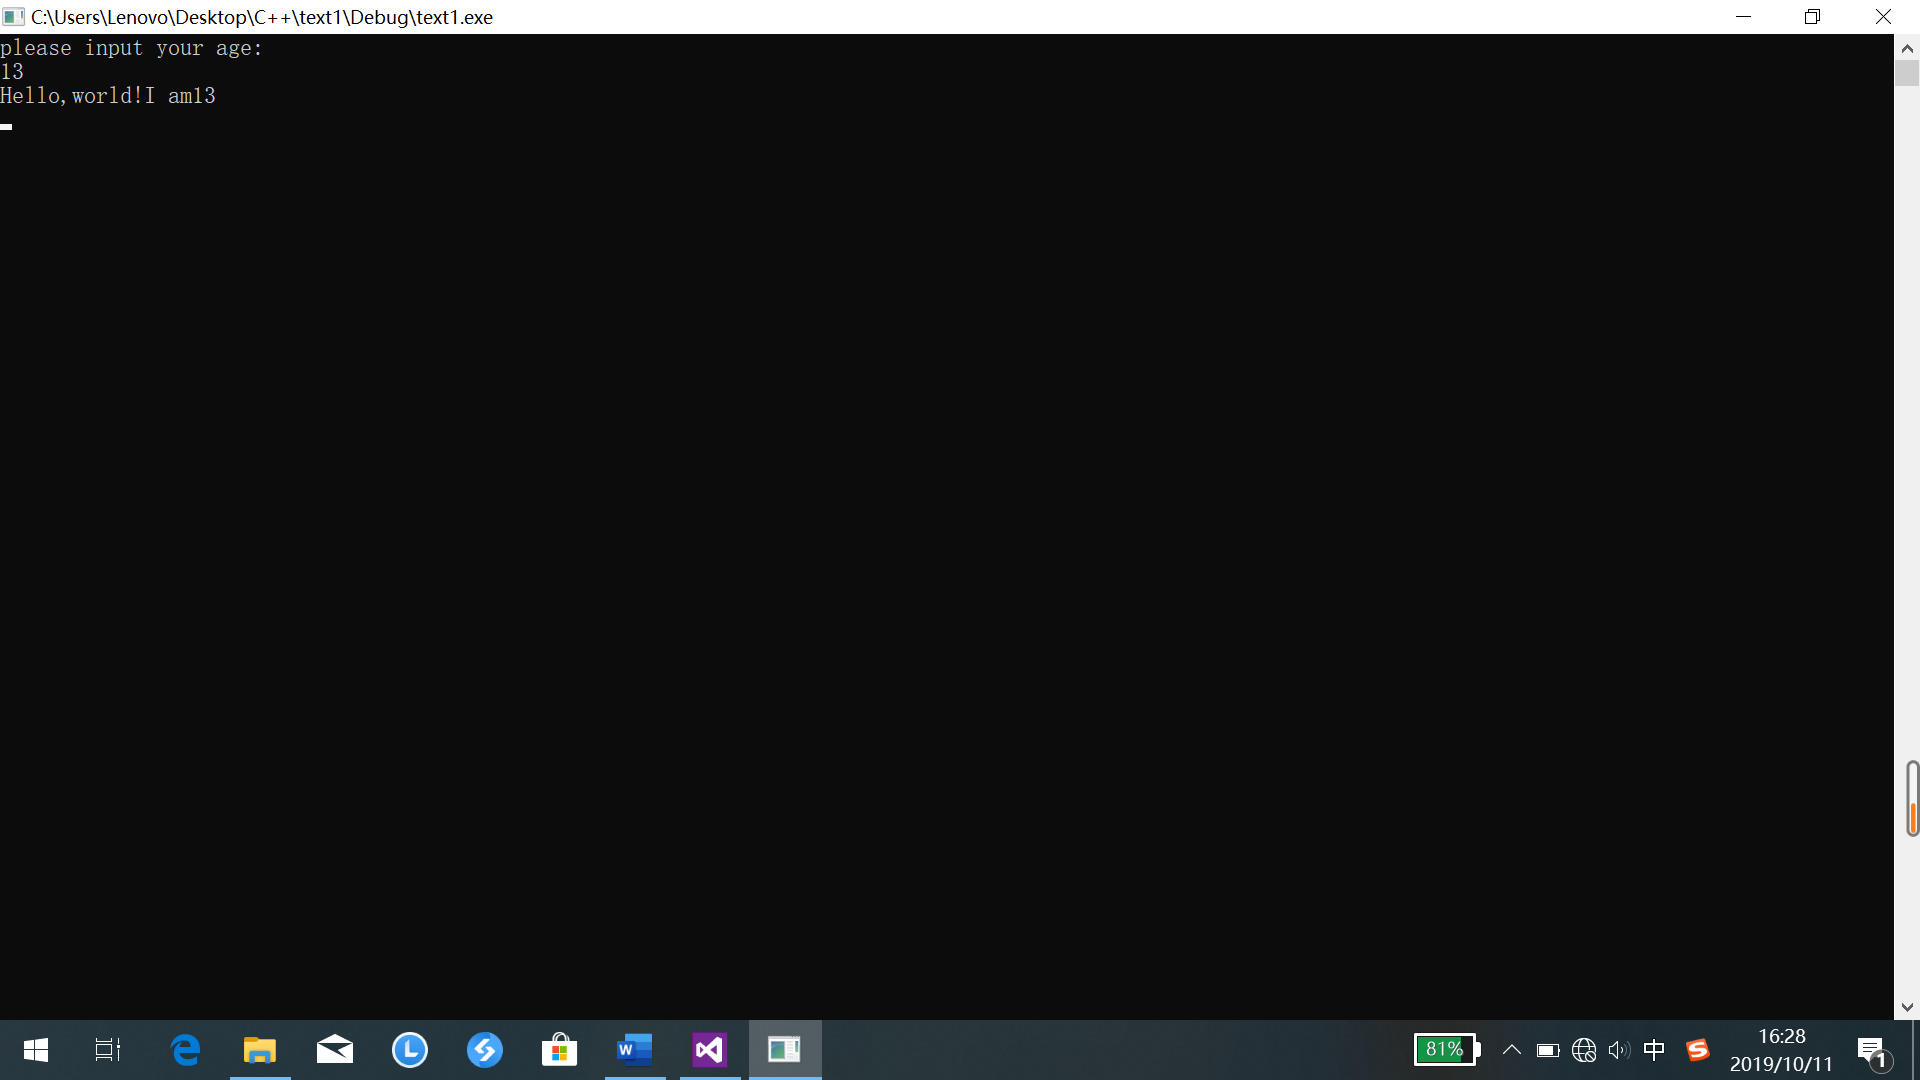 C:\Users\Lenovo\Desktop\C++\text1\Debug\text1.exe
please input your age:
13
Hello,world!I am13
81%
中
16:28
2019/10/11
1